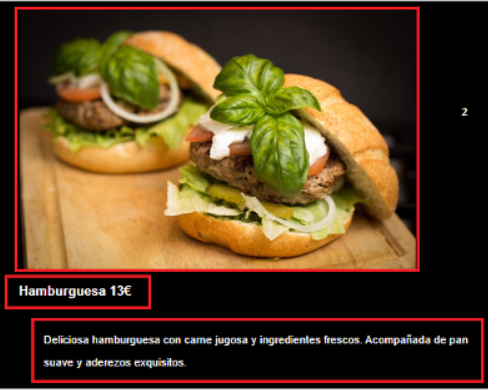 2
Hamburguesa 13€
Deliciosa hamburguesa con carne jugosa y ingredientes frescos. Acompañada de pan
suave y aderezos exquisitos.